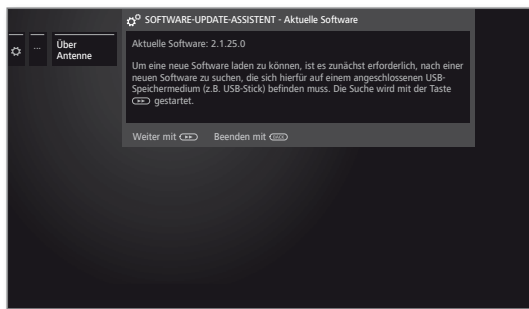 SOFTWARE-UPDATE-ASSISTENT - Aktuelle Software
...
Über
Antenne
Aktuelle Software: 2.1.25.0
Um eine neue Software laden zu können, ist es zunächst erforderlich, nach einer
neuen Software zu suchen, die sich hierfür auf einem angeschlossenen USB-
Speichermedium (z.B. USB-Stick) befinden muss. Die Suche wird mit der Taste
gestartet.
Weiter mit Beenden mit BACK